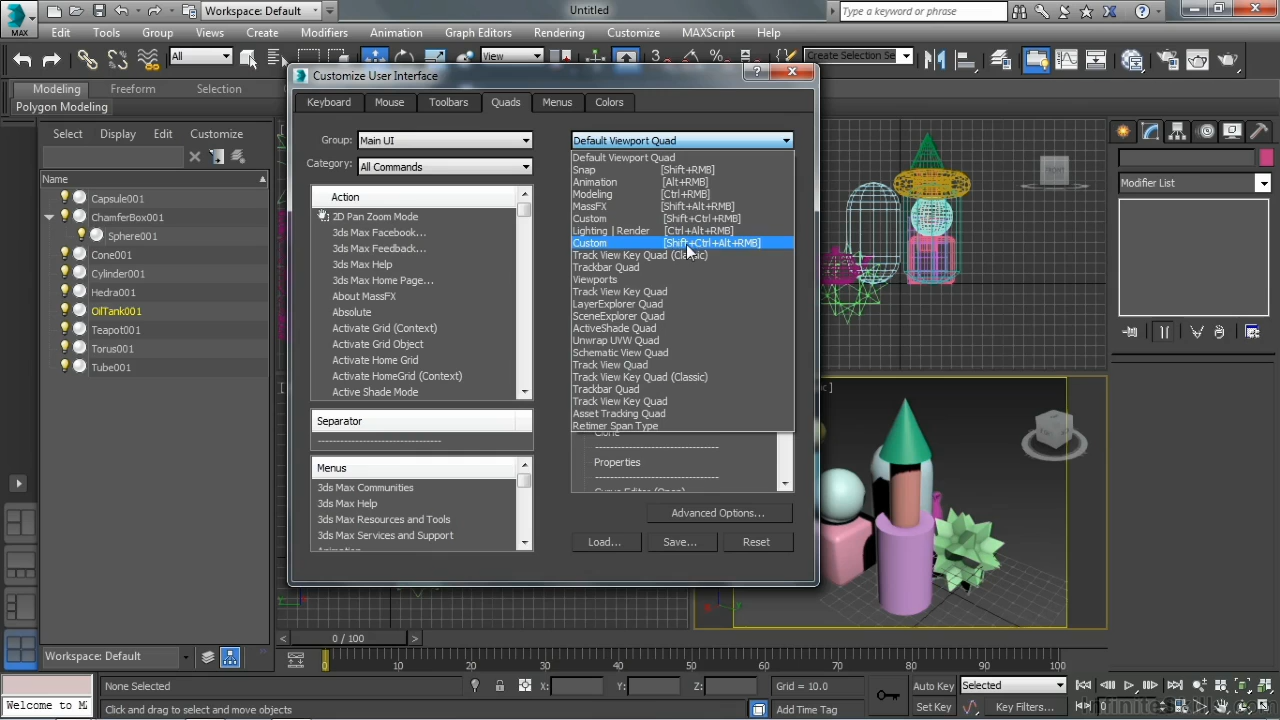 MAX
Workspace: Default
Untitled
Type a keyword or phrase
Edit Tools Group Views Create Modifiers Animation Graph Editors Rendering Customize MAXScript Help
All
View
Create Selection Se
Modeling Freeform Selection
Polygon Modeling
Customize User Interface
Keyboard Mouse Toolbars Quads Menus Colors
Select Display Edit Customize
Name
Capsule001
ChamferBox001
Sphere001
Cone001
Cylinder001
Hedra001
OilTank001
Teapot001
Torus001
Tube001
Group: Main UI
Category: All Commands
Action
2D Pan Zoom Mode
3ds Max Facebook...
3ds Max Feedback...
3ds Max Help
3ds Max Home Page...
About MassFX
Absolute
Activate Grid (Context)
Activate Grid Object
Activate Home Grid
Activate HomeGrid (Context)
Active Shade Mode
Separator
-----------------------------------
Menus
3ds Max Communities
3ds Max Help
3ds Max Resources and Tools
3ds Max Services and Support
Default Viewport Quad
Default Viewport Quad
Snap [Shift+RMB]
Animation [Alt+RMB]
Modeling [Ctrl+RMB]
MassFX [Shift+Alt+RMB]
Custom [Shift+Ctrl+RMB]
Lighting | Render [Ctrl+Alt+RMB]
Custom [Shift+Ctrl+Alt+RMB]
Track View Key Quad (Classic)
Trackbar Quad
Viewports
Track View Key Quad
LayerExplorer Quad
SceneExplorer Quad
ActiveShade Quad
Unwrap UVW Quad
Schematic View Quad
Track View Quad
Track View Key Quad (Classic)
Trackbar Quad
Track View Key Quad
Asset Tracking Quad
Retimer Span Type
-----------------------------------
Properties
-----------------------------------
Advanced Options...
Load... Save... Reset
Modifier List
Workspace: Default
0 / 100
0 10 20 30 40 50 60 70 80 90 100
Welcome to M
None Selected
Click and drag to select and move objects
X: Y: Z:
Grid = 10.0
Add Time Tag
Auto Key Selected
Set Key Key Filters...
0